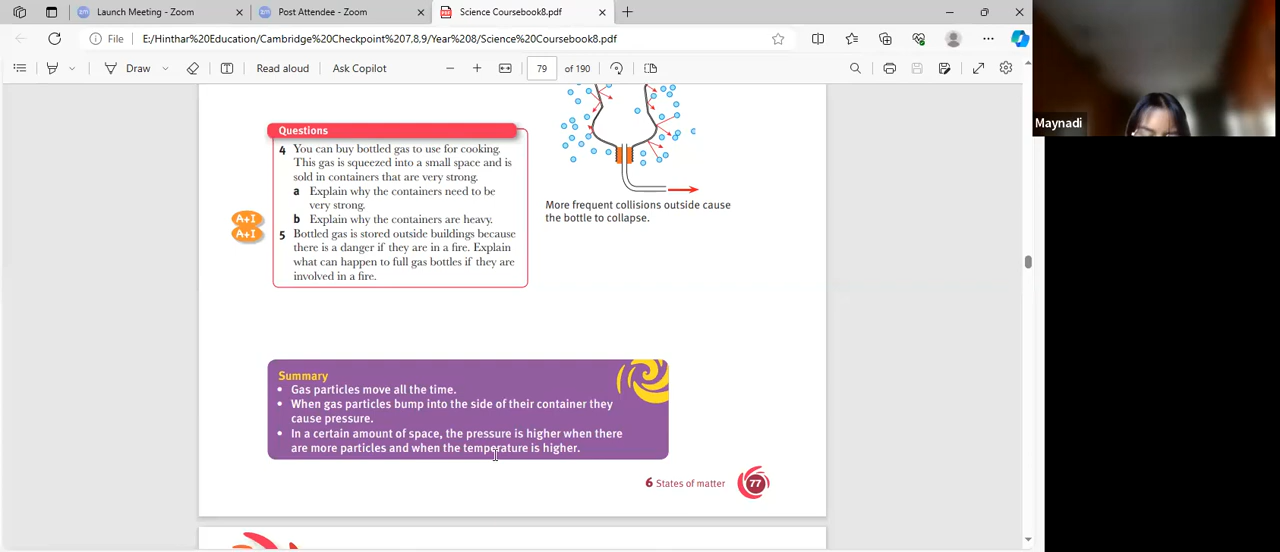 Launch Meeting - Zoom
Post Attendee - Zoom
Science Coursebook8.pdf
File
E:/Hinthar%20Education/Cambridge%20Checkpoint%207.8.9/Year%208/Science%20Coursebook8.pdf
Draw
Read aloud
Ask Copilot
79 of 190
Maynadi
Questions
4 You can buy bottled gas to use for cooking.
This gas is squeezed into a small space and is
sold in containers that are very strong.
a Explain why the containers need to be
very strong.
A+I
b Explain why the containers are heavy.
A+I
5 Bottled gas is stored outside buildings because
there is a danger if they are in a fire. Explain
what can happen to full gas bottles if they are
involved in a fire.
More frequent collisions outside cause
the bottle to collapse.
Summary
• Gas particles move all the time.
• When gas particles bump into the side of their container they
cause pressure.
• In a certain amount of space, the pressure is higher when there
are more particles and when the temperature is higher.
6 States of matter
77